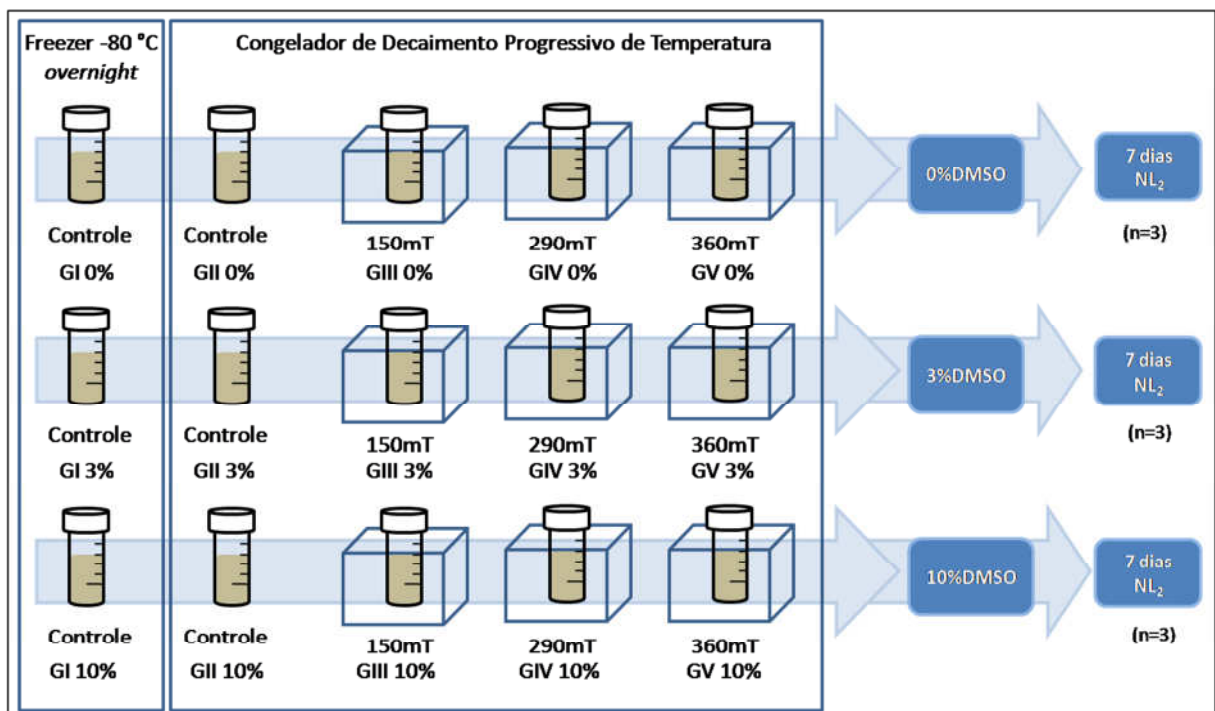 Freezer -80 °C
overnight
Congelador de Decaimento Progressivo de Temperatura
Controle
GI 0%
Controle
GII 0%
150mT
GIII 0%
290mT
GIV 0%
360mT
GV 0%
0%DMSO
7 dias
NL₂
(n=3)
Controle
GI 3%
Controle
GII 3%
150mT
GIII 3%
290mT
GIV 3%
360mT
GV 3%
3%DMSO
7 dias
NL₂
(n=3)
Controle
GI 10%
Controle
GII 10%
150mT
GIII 10%
290mT
GIV 10%
360mT
GV 10%
10%DMSO
7 dias
NL₂
(n=3)